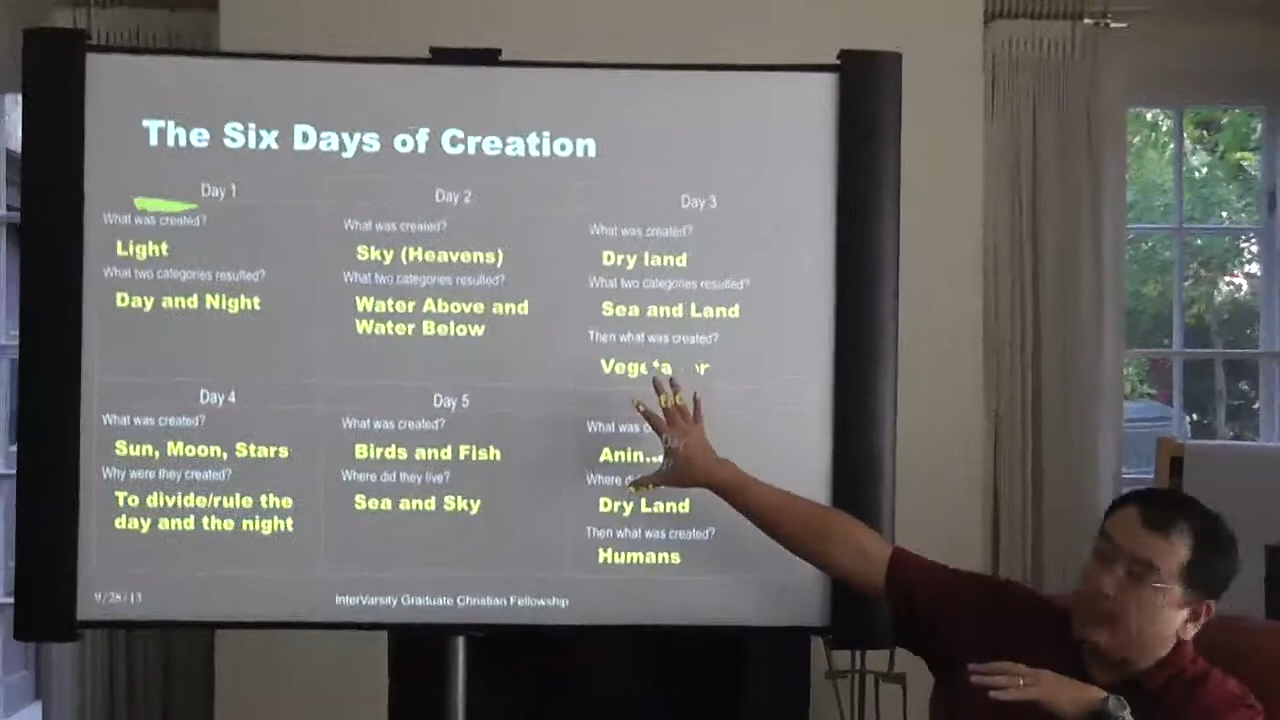 The Six Days of Creation
Day 1
What was created?
Light
What two categories resulted?
Day and Night
Day 2
What was created?
Sky (Heavens)
What two categories resulted?
Water Above and
Water Below
Day 3
What was created?
Dry land
What two categories resulted?
Sea and Land
Then what was created?
Day 4
What was created?
Sun, Moon, Stars
Why were they created?
To divide/rule the
day and the night
Day 5
What was created?
Birds and Fish
Where did they live?
Sea and Sky
Day
What was
Where
Dry Land
Then what was created?
Humans
9/28/13
InterVarsity Graduate Christian Fellowship